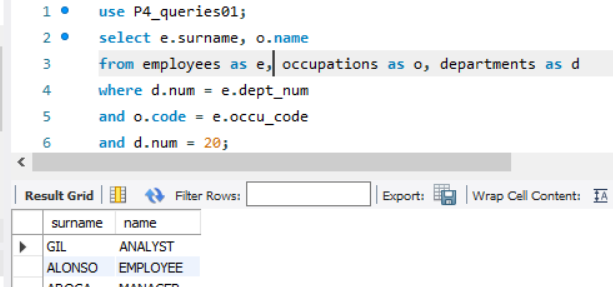 1 use P4_queries01;
2 select e.surname, o.name
3 from employees as e, occupations as o, departments as d
4 where d.num = e.dept_num
5 and o.code = e.occu_code
6 and d.num = 20;
Result Grid Filter Rows: Export: Wrap Cell Content:
surname name
GIL ANALYST
ALONSO EMPLOYEE